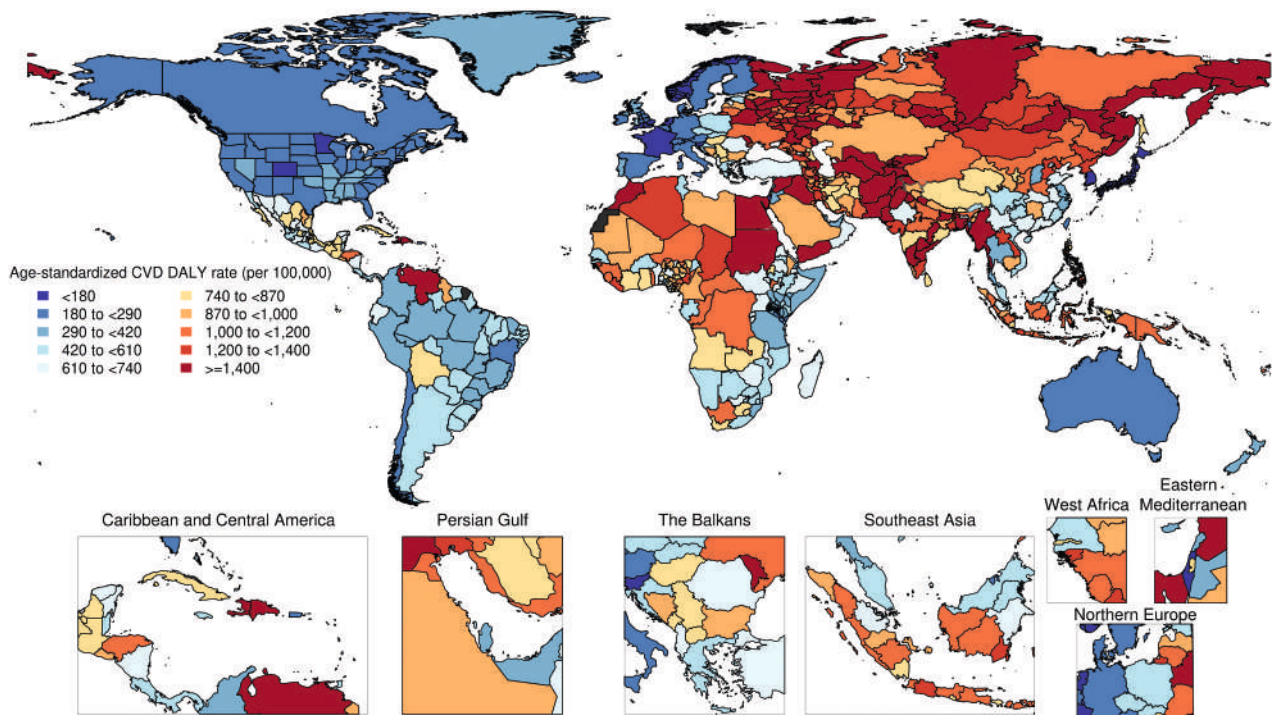 Age-standardized CVD DALY rate (per 100,000)
<180
180 to <290
290 to <420
420 to <610
610 to <740
740 to <870
870 to <1,000
1,000 to <1,200
1,200 to <1,400
>=1,400
Caribbean and Central America
Persian Gulf
The Balkans
Southeast Asia
West Africa
Eastern
Mediterranean
Northern Europe